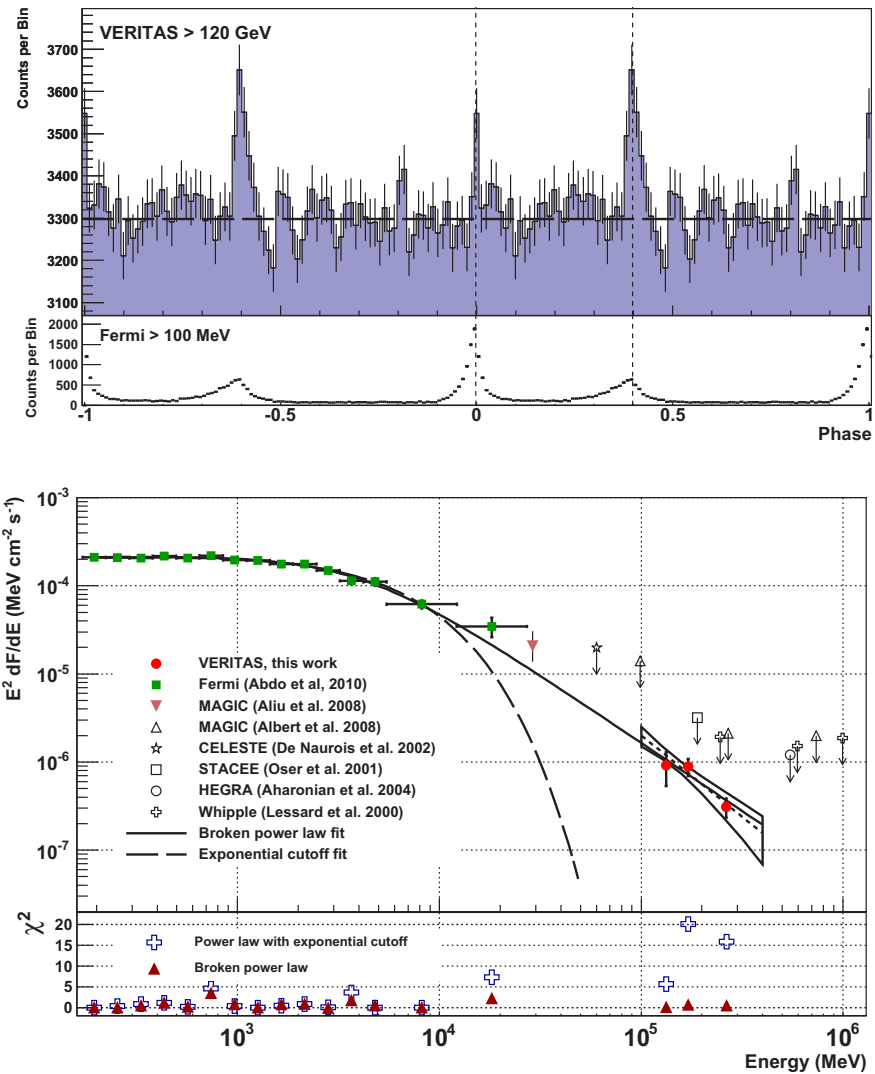 VERITAS > 120 GeV
Counts per Bin
3700
3600
3500
3400
3300
3200
3100
Fermi > 100 MeV
Counts per Bin
2000
1500
1000
500
0
-1 -0.5 0 0.5 1
Phase
E² dF/dE (MeV cm⁻² s⁻¹)
10⁻³
10⁻⁴
10⁻⁵
10⁻⁶
10⁻⁷
VERITAS, this work
Fermi (Abdo et al, 2010)
MAGIC (Aliu et al. 2008)
MAGIC (Albert et al. 2008)
CELESTE (De Naurois et al. 2002)
STACEE (Oser et al. 2001)
HEGRA (Aharonian et al. 2004)
Whipple (Lessard et al. 2000)
Broken power law fit
Exponential cutoff fit
χ²
20
15
10
5
0
Power law with exponential cutoff
Broken power law
10³ 10⁴ 10⁵ 10⁶
Energy (MeV)